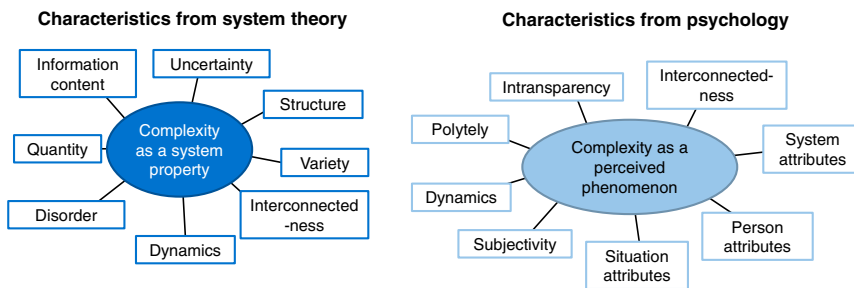 Characteristics from system theory
Information
content
Uncertainty
Structure
Complexity
as a system
property
Quantity
Variety
Disorder
Interconnected
-ness
Dynamics
Characteristics from psychology
Intransparency
Interconnected-
ness
Polytely
Complexity as a
perceived
phenomenon
System
attributes
Dynamics
Person
attributes
Subjectivity
Situation
attributes